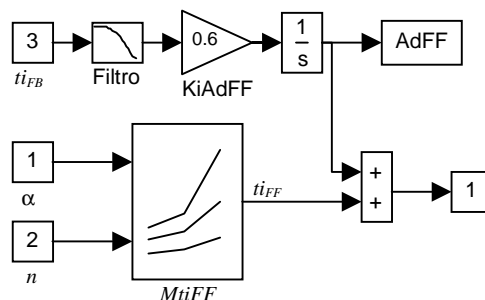 3
ti_FB
Filtro
0.6
KiAdFF
1
s
AdFF
1
α
2
n
MtiFF
ti_FF
+
+
1